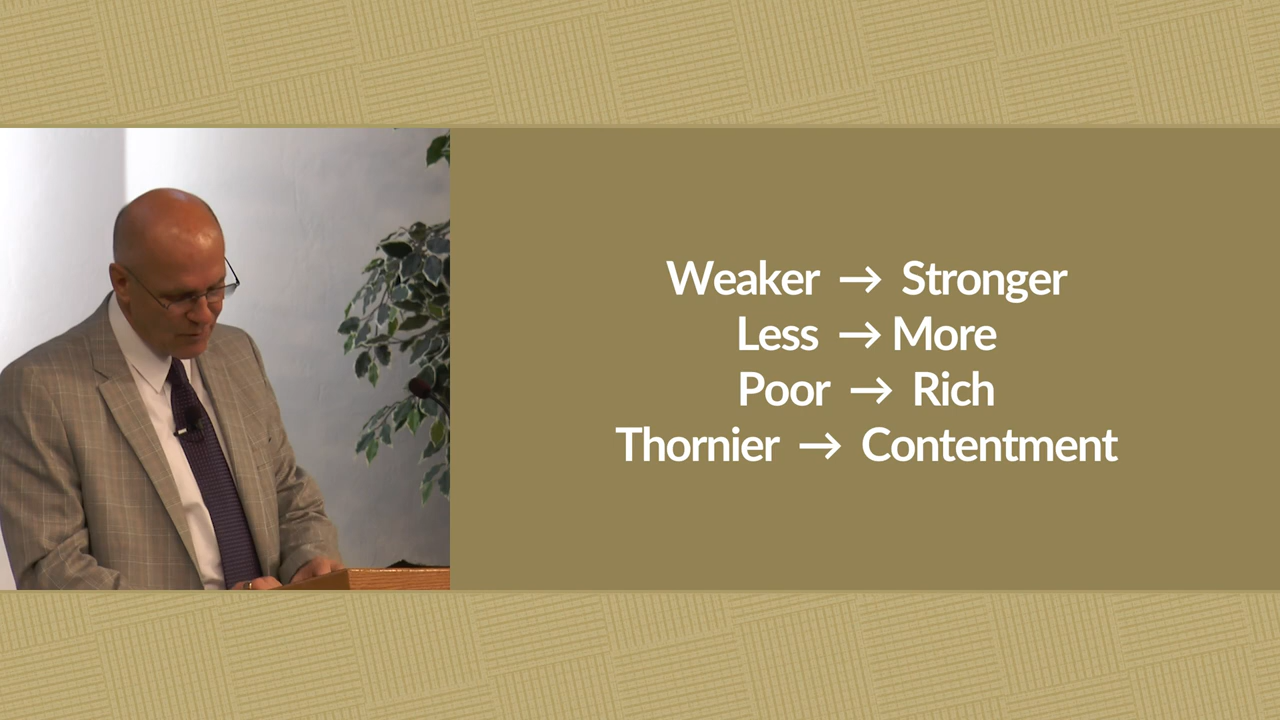 Weaker → Stronger
Less → More
Poor → Rich
Thornier → Contentment